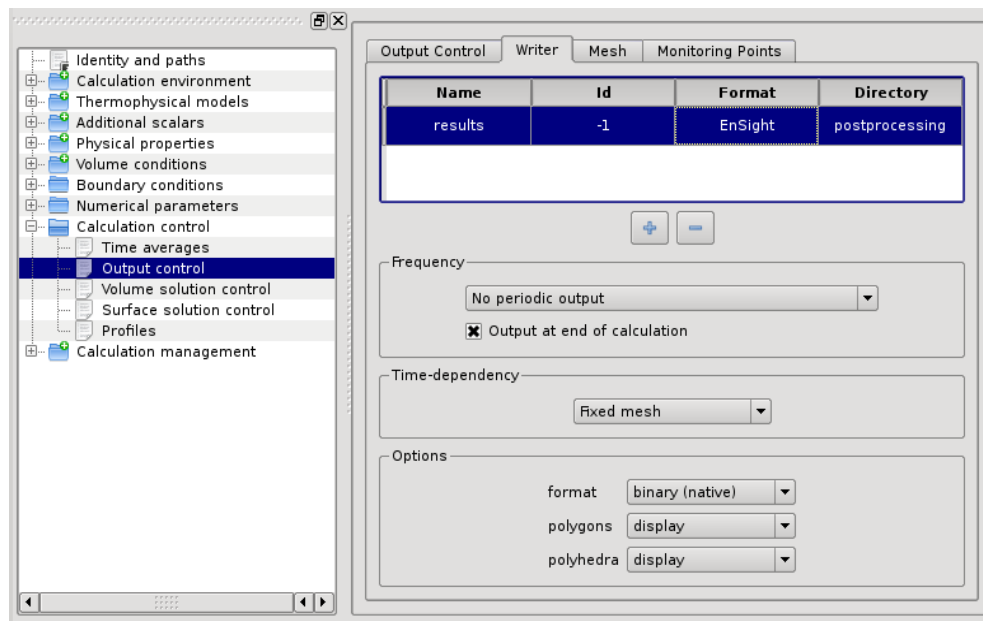 Identity and paths
Calculation environment
Thermophysical models
Additional scalars
Physical properties
Volume conditions
Boundary conditions
Numerical parameters
Calculation control
Time averages
Output control
Volume solution control
Surface solution control
Profiles
Calculation management
Output Control Writer Mesh Monitoring Points
Name Id Format Directory
results -1 EnSight postprocessing
Frequency
No periodic output
Output at end of calculation
Time-dependency
Fixed mesh
Options
format binary (native)
polygons display
polyhedra display